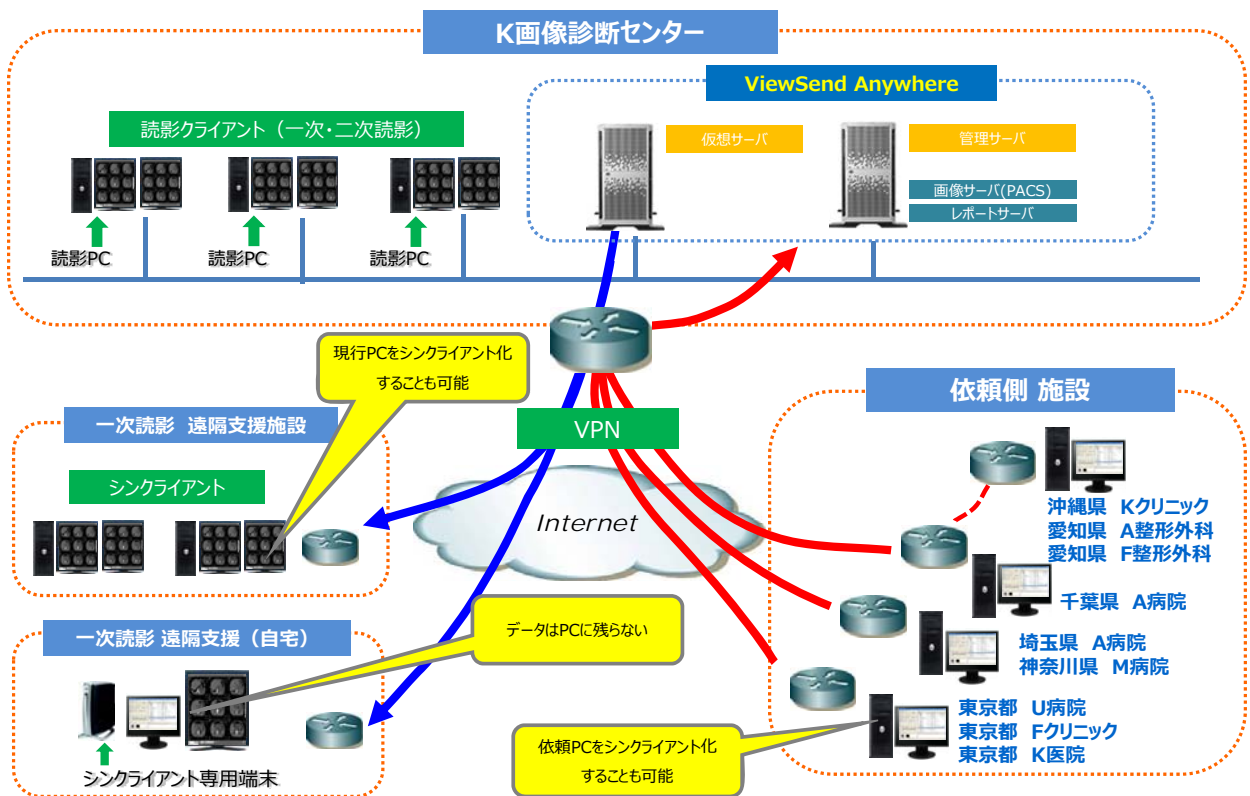 K画像診断センター
ViewSend Anywhere
読影クライアント（一次・二次読影）
仮想サーバ
管理サーバ
画像サーバ(PACS)
レポートサーバ
読影PC
読影PC
読影PC
現行PCをシンクライアント化
することも可能
依頼側 施設
一次読影 遠隔支援施設
VPN
シンクライアント
Internet
沖縄県 Kクリニック
愛知県 A整形外科
愛知県 F整形外科
千葉県 A病院
データはPCに残らない
一次読影 遠隔支援（自宅）
埼玉県 A病院
神奈川県 M病院
東京都 U病院
東京都 Fクリニック
東京都 K医院
依頼PCをシンクライアント化
することも可能
シンクライアント専用端末